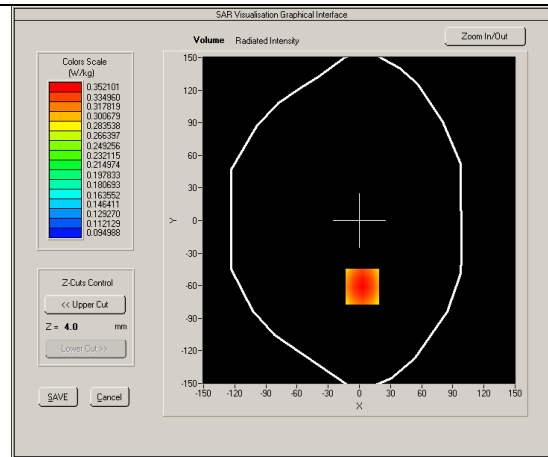 SAR Visualisation Graphical Interface
Volume Radiated Intensity
Zoom In/Out
Colors Scale
(W/kg)
0.352101
0.334960
0.317819
0.300679
0.283538
0.266397
0.249256
0.232115
0.214974
0.197833
0.180693
0.163552
0.146411
0.129270
0.112129
0.094988
Z-Cuts Control
<< Upper Cut
Z = 4.0 mm
Lower Cut >>
SAVE Cancel
150
120
90
60
30
0
-30
-60
-90
-120
-150
Y
-150 -120 -90 -60 -30 0 30 60 90 120 150
X